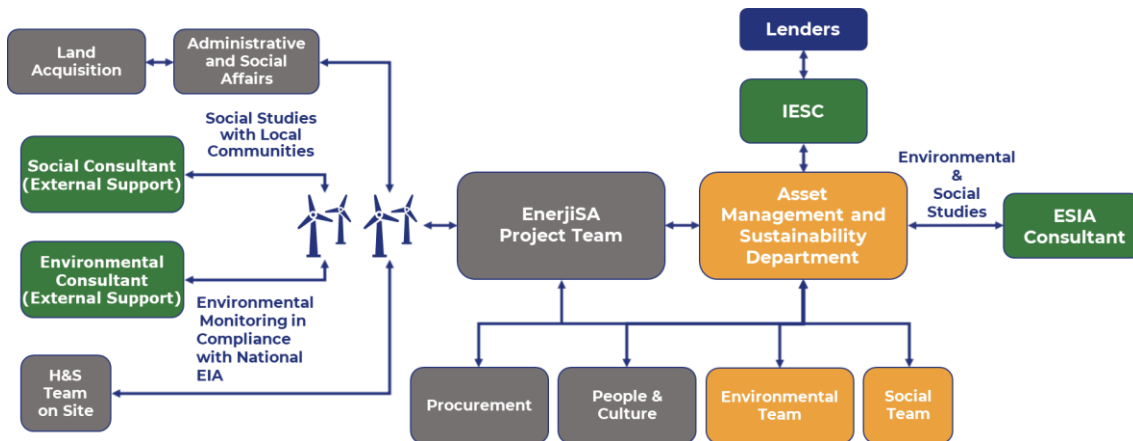 Lenders
Land
Acquisition
Administrative
and Social
Affairs
IESC
Social Studies
with Local
Communities
Social Consultant
(External Support)
Environmental
&
Social
Studies
EnerjiSA
Project Team
Asset
Management and
Sustainability
Department
ESIA
Consultant
Environmental
Consultant
(External Support)
Environmental
Monitoring in
Compliance
with National
EIA
H&S
Team
on Site
Procurement
People &
Culture
Environmental
Team
Social
Team